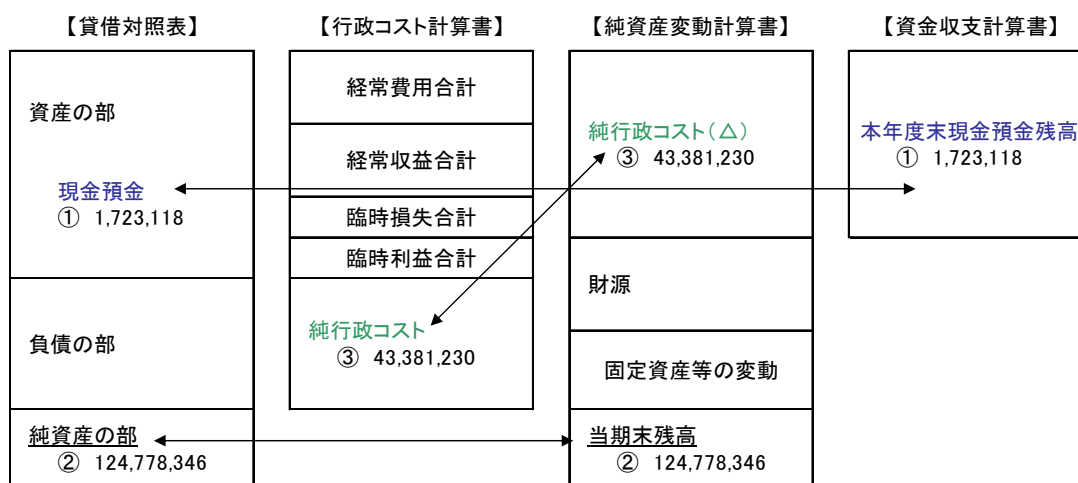 【貸借対照表】
資産の部
現金預金
① 1,723,118
負債の部
純資産の部
② 124,778,346
【行政コスト計算書】
経常費用合計
経常収益合計
臨時損失合計
臨時利益合計
純行政コスト
③ 43,381,230
【純資産変動計算書】
純行政コスト(△)
③ 43,381,230
財源
固定資産等の変動
当期末残高
② 124,778,346
【資金収支計算書】
本年度末現金預金残高
① 1,723,118